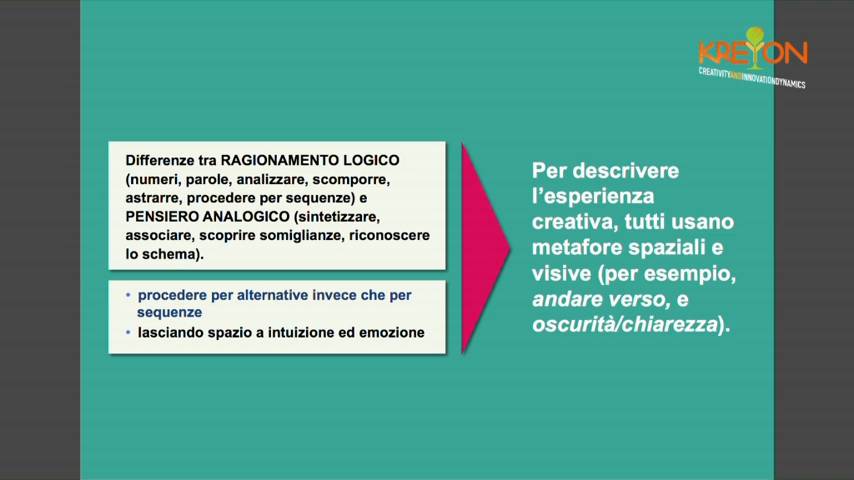 KREYON
CREATIVITYANDINNOVATIONDYNAMICS
Differenze tra RAGIONAMENTO LOGICO
(numeri, parole, analizzare, scomporre,
astrarre, procedere per sequenze) e
PENSIERO ANALOGICO (sintetizzare,
associare, scoprire somiglianze, riconoscere
lo schema).
• procedere per alternative invece che per
sequenze
• lasciando spazio a intuizione ed emozione
Per descrivere
l’esperienza
creativa, tutti usano
metafore spaziali e
visive (per esempio,
andare verso, e
oscurità/chiarezza).